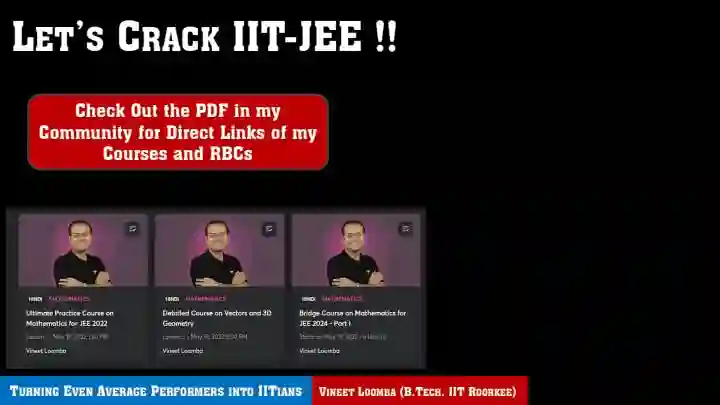 LET'S CRACK IIT-JEE !!
Check Out the PDF in my
Community for Direct Links of my
Courses and RBCs
HINDI MATHEMATICS
Ultimate Practice Course on
Mathematics for JEE 2022
Vineet Loomba
HINDI MATHEMATICS
Detailed Course on Vectors and 3D
Geometry
Vineet Loomba
HINDI MATHEMATICS
Bridge Course on Mathematics for
JEE 2024 - Part I
Vineet Loomba
TURNING EVEN AVERAGE PERFORMERS INTO IITIANS
VINEET LOOMBA (B.TECH. IIT ROORKEE)